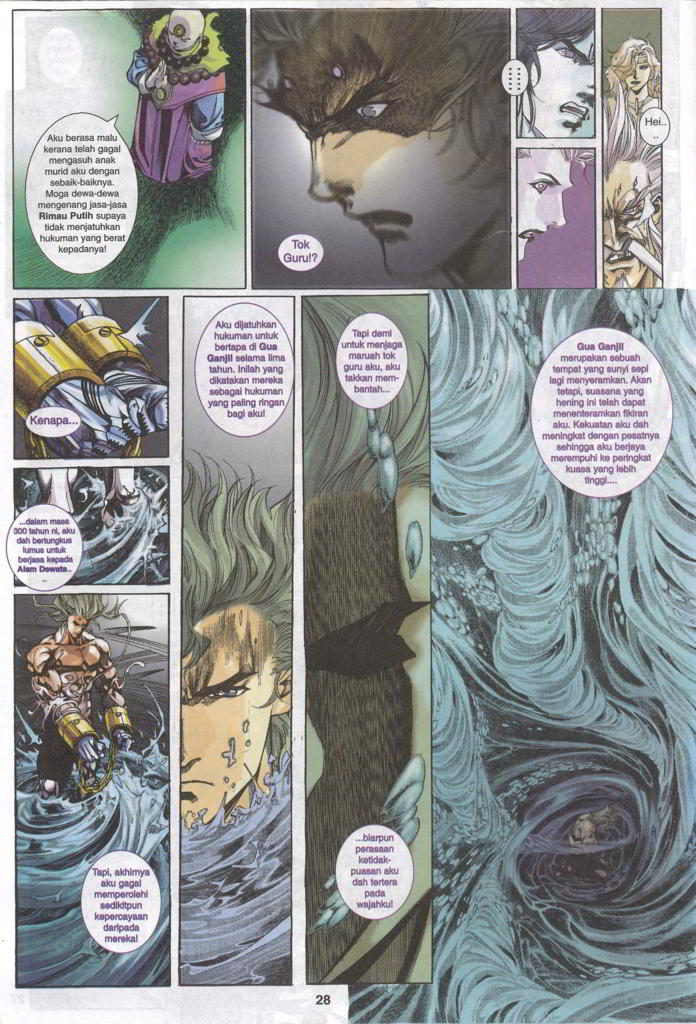 Aku berasa malu
kerana telah gagal
mengasuh anak
murid aku dengan
sebaik-baiknya.
Moga dewa-dewa
mengenang jasa-jasa
Rimau Putih supaya
tidak menjatuhkan
hukuman yang berat
kepadanya!
Tok
Guru!?
Hei..
..
Kenapa...
...dalam masa
300 tahun ni, aku
dah bertungkus
lumus untuk
berjasa kepada
Alam Dewata..
..
Tapi, akhirnya
aku gagal
memperolehi
sedikitpun
kepercayaan
daripada
mereka!
Aku dijatuhkan
hukuman untuk
bertapa di Gua
Ganjil selama lima
tahun. Inilah yang
dikatakan mereka
sebagai hukuman
yang paling ringan
bagi aku!
Tapi demi
untuk menjaga
maruah tok
guru aku, aku
takkan mem-
bantah...
...biarpun
perasaan
ketidak-
puasan aku
dah tertera
pada
wajahku!
Gua Ganjil
merupakan sebuah
tempat yang sunyi sepi
lagi menyeramkan. Akan
tetapi, suasana yang
hening ini telah dapat
menenteramkan fikiran
aku. Kekuatan aku dah
meningkat dengan pesatnya
sehingga aku berjaya
merempuhi ke peringkat
kuasa yang lebih
tinggi....
28